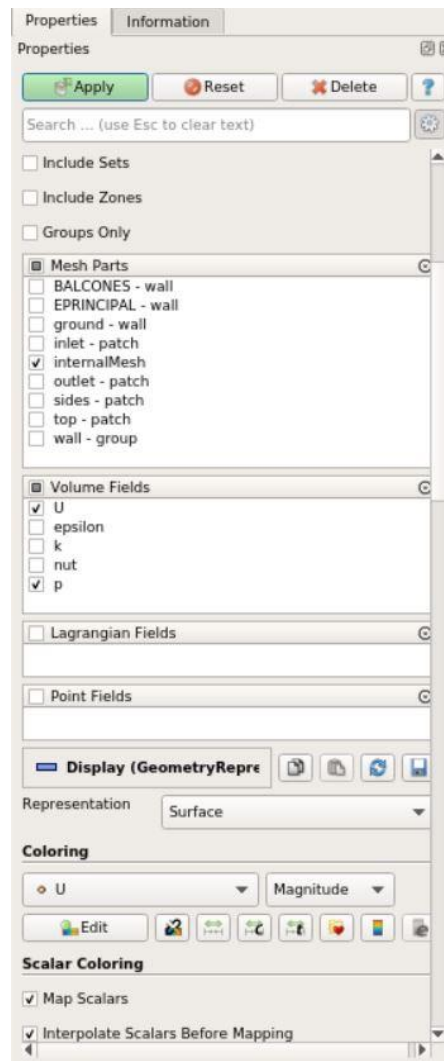 Properties Information
Properties
Apply Reset Delete ?
Search ... (use Esc to clear text)
Include Sets
Include Zones
Groups Only
Mesh Parts
BALCONES - wall
EPRINCIPAL - wall
ground - wall
inlet - patch
internalMesh
outlet - patch
sides - patch
top - patch
wall - group
Volume Fields
U
epsilon
k
nut
p
Lagrangian Fields
Point Fields
Display (GeometryRepre
Representation Surface
Coloring
U Magnitude
Edit
Scalar Coloring
Map Scalars
Interpolate Scalars Before Mapping